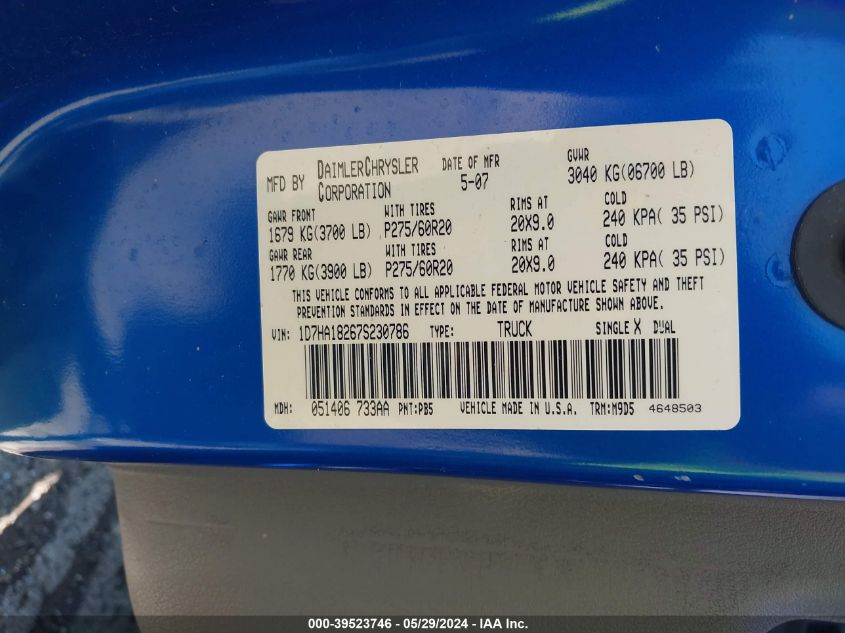 MFD BY DAIMLERCHRYSLER CORPORATION DATE OF MFR 5-07 GVWR 3040 KG(06700 LB)
GAWR FRONT WITH TIRES RIMS AT COLD
1679 KG(3700 LB) P275/60R20 20X9.0 240 KPA( 35 PSI)
GAWR REAR WITH TIRES RIMS AT COLD
1770 KG(3900 LB) P275/60R20 20X9.0 240 KPA( 35 PSI)
THIS VEHICLE CONFORMS TO ALL APPLICABLE FEDERAL MOTOR VEHICLE SAFETY AND THEFT
PREVENTION STANDARDS IN EFFECT ON THE DATE OF MANUFACTURE SHOWN ABOVE.
VIN: 1D7HA18267S230786 TYPE: TRUCK SINGLE X DUAL
MDH: 051406 733AA PNT:PB5 VEHICLE MADE IN U.S.A. TRM:M9D5 4648503
000-39523746 - 05/29/2024 - IAA Inc.